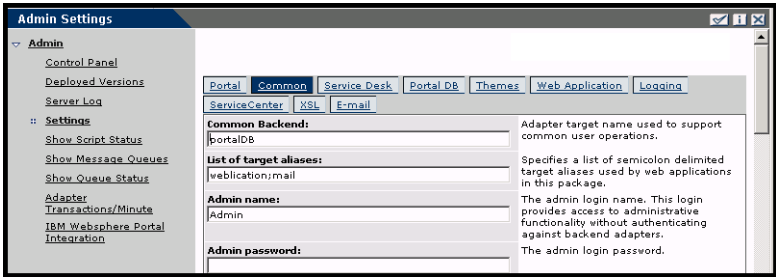 Admin Settings
Admin
Control Panel
Deployed Versions
Server Log
Settings
Show Script Status
Show Message Queues
Show Queue Status
Adapter
Transactions/Minute
IBM Websphere Portal
Integration
Portal Common Service Desk Portal DB Themes Web Application Logging
ServiceCenter XSL E-mail
Common Backend:
portalDB
Adapter target name used to support
common user operations.
List of target aliases:
weblication;mail
Specifies a list of semicolon delimited
target aliases used by web applications
in this package.
Admin name:
Admin
The admin login name. This login
provides access to administrative
functionality without authenticating
against backend adapters.
Admin password:
The admin login password.